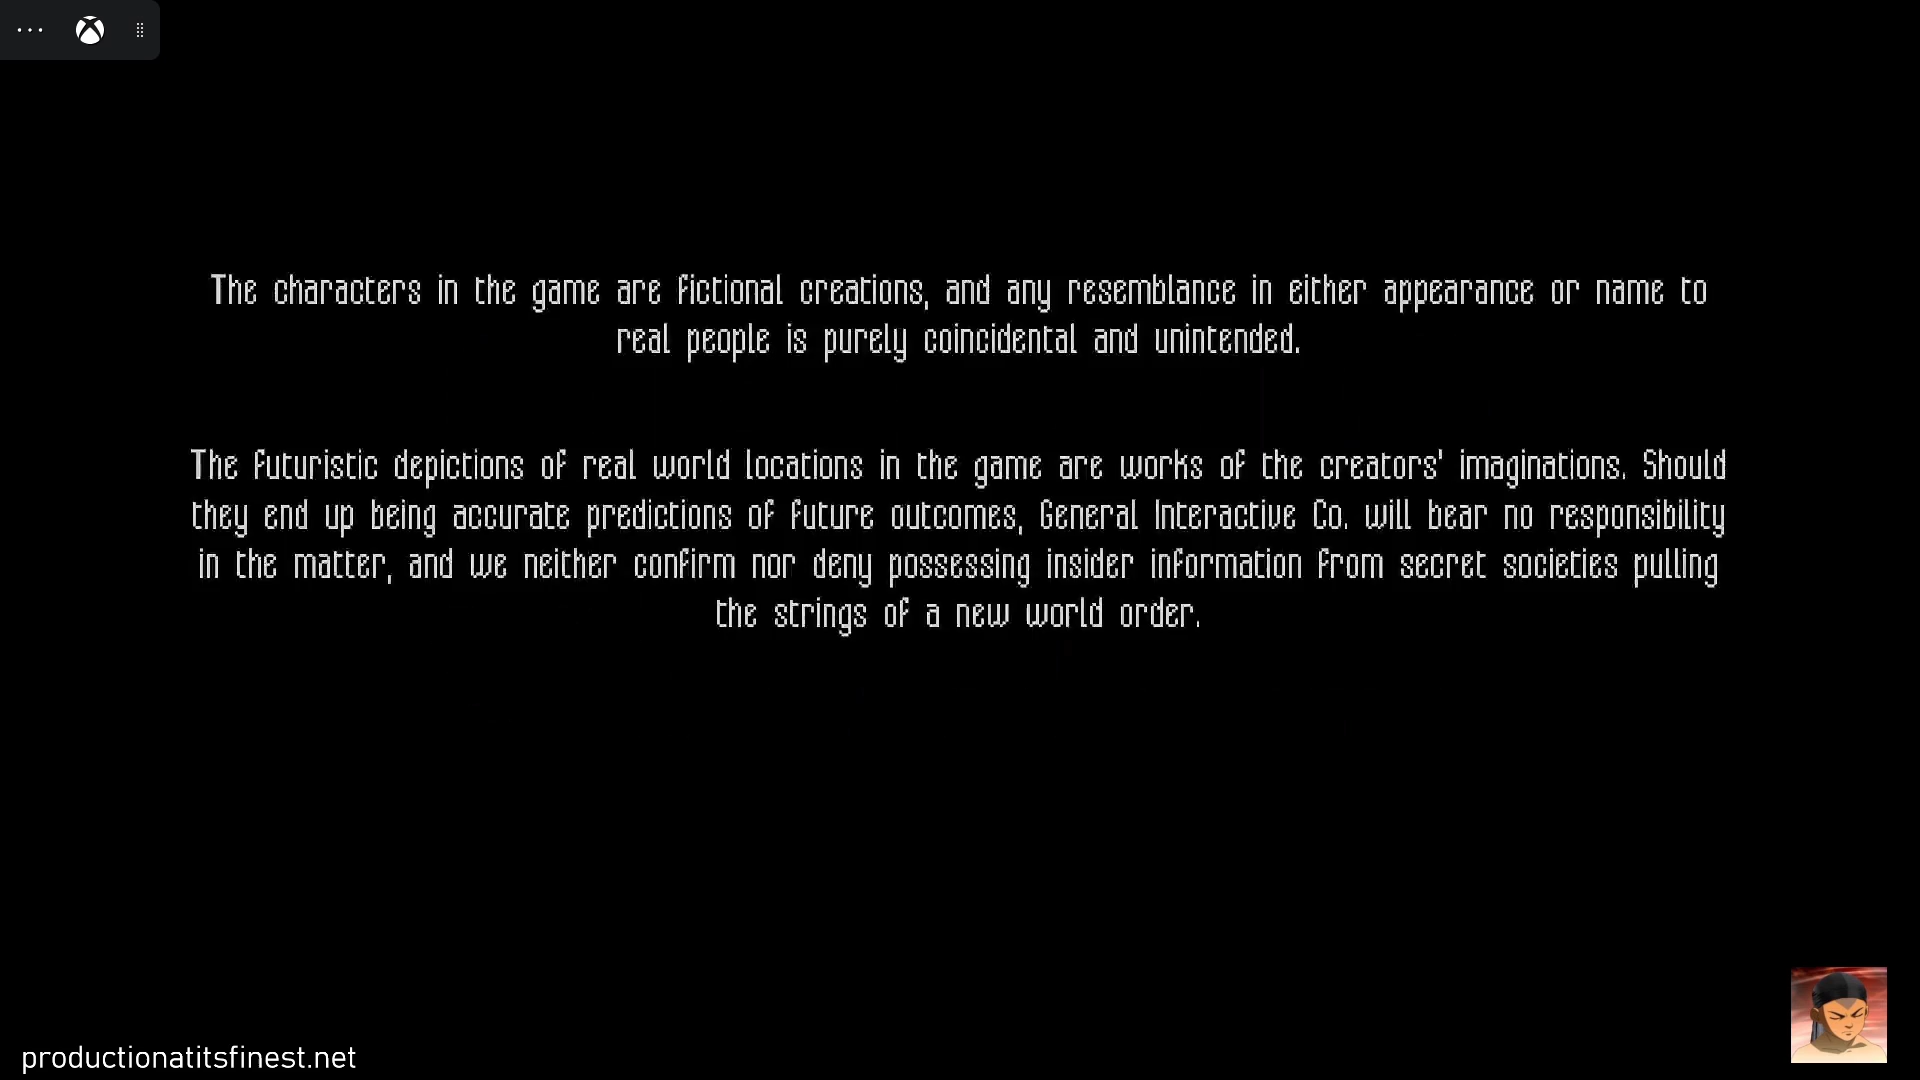 The characters in the game are fictional creations, and any resemblance in either appearance or name to
real people is purely coincidental and unintended.
The futuristic depictions of real world locations in the game are works of the creators' imaginations. Should
they end up being accurate predictions of future outcomes, General Interactive Co. will bear no responsibility
in the matter, and we neither confirm nor deny possessing insider information from secret societies pulling
the strings of a new world order.
productionatitsfinest.net